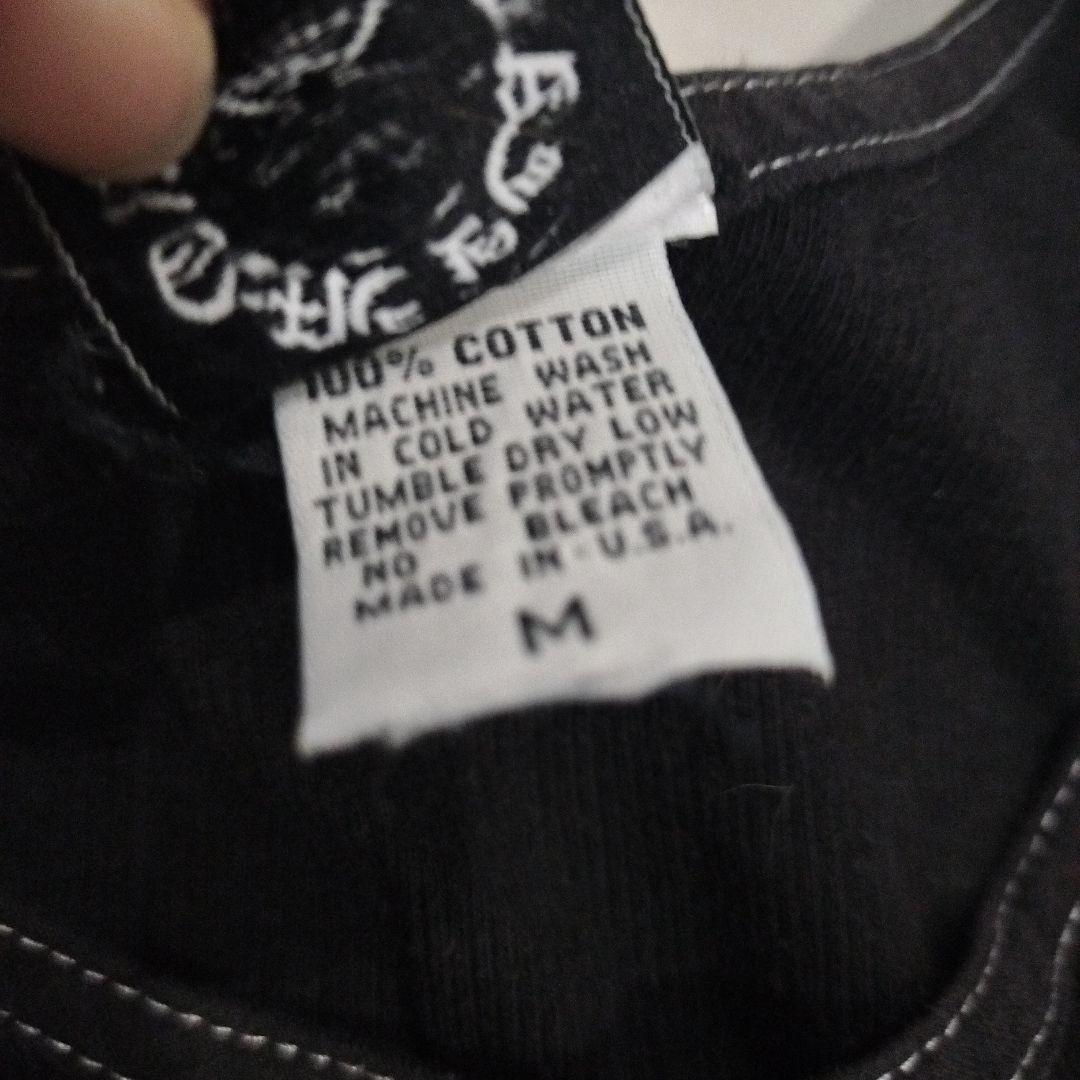 100% COTTON
MACHINE WASH
IN COLD WATER
TUMBLE DRY LOW
REMOVE PROMPTLY
NO BLEACH
MADE IN U.S.A.
M